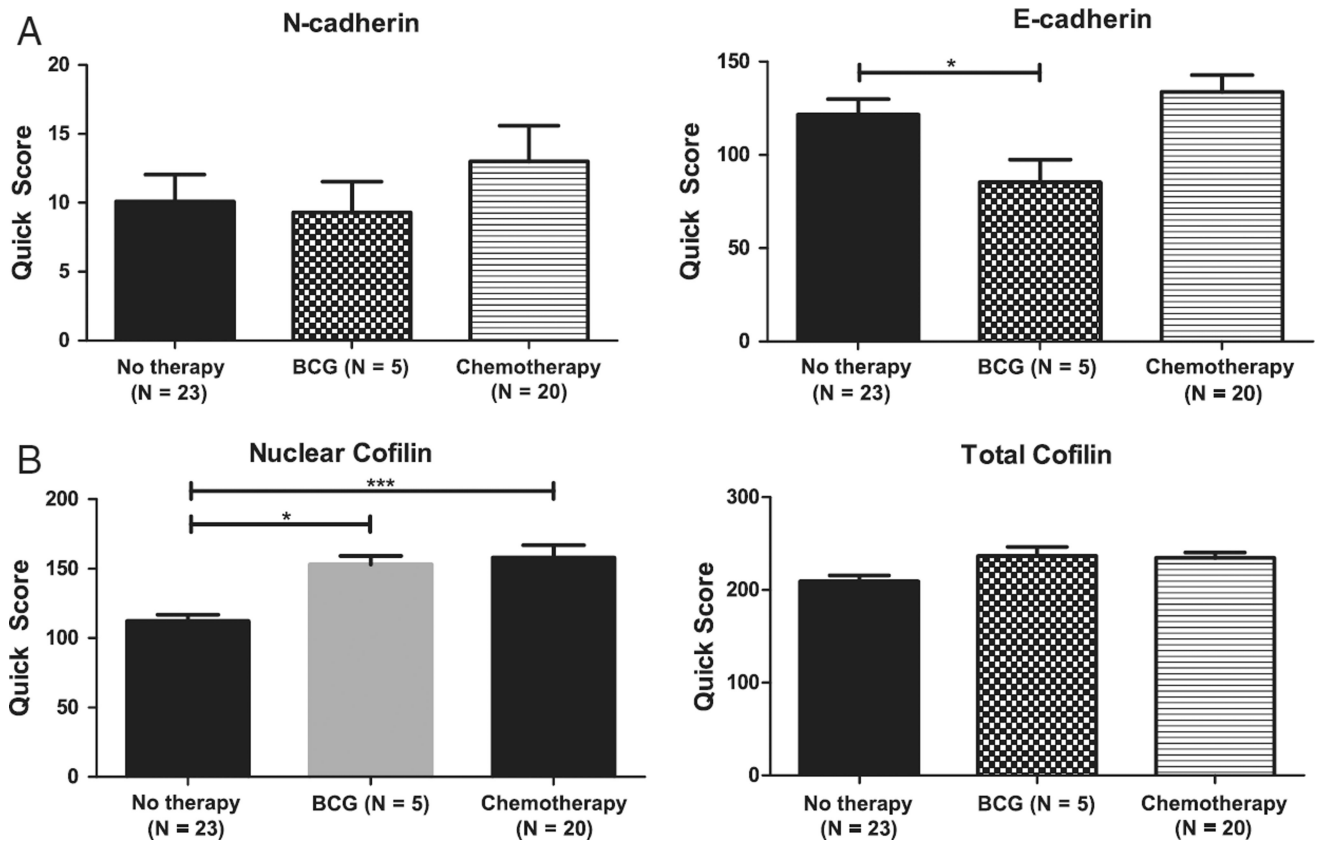 A
N-cadherin
Quick Score
20
15
10
5
0
No therapy
(N = 23)
BCG (N = 5)
Chemotherapy
(N = 20)
E-cadherin
Quick Score
150
100
50
0
*
No therapy
(N = 23)
BCG (N = 5)
Chemotherapy
(N = 20)
B
Nuclear Cofilin
Quick Score
200
150
100
50
0
***
*
No therapy
(N = 23)
BCG (N = 5)
Chemotherapy
(N = 20)
Total Cofilin
Quick Score
300
200
100
0
No therapy
(N = 23)
BCG (N = 5)
Chemotherapy
(N = 20)